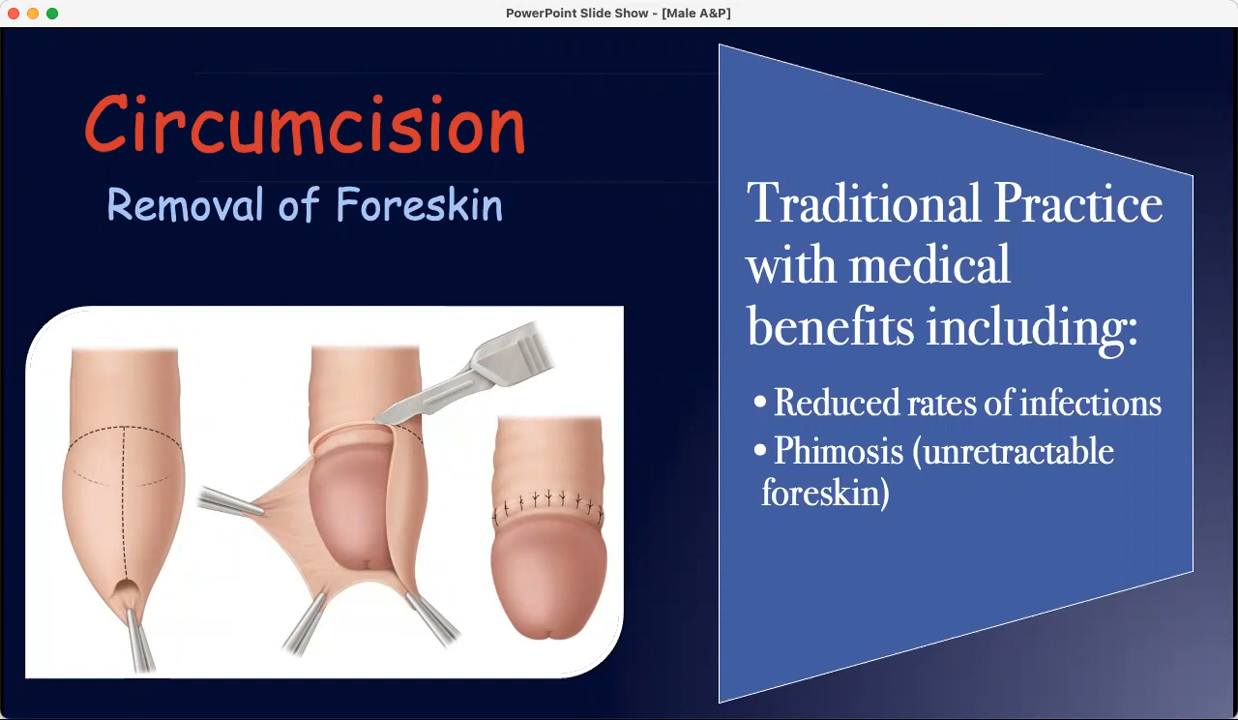 PowerPoint Slide Show - [Male A&P]
Circumcision
Removal of Foreskin
Traditional Practice
with medical
benefits including:
• Reduced rates of infections
• Phimosis (unretractable
foreskin)